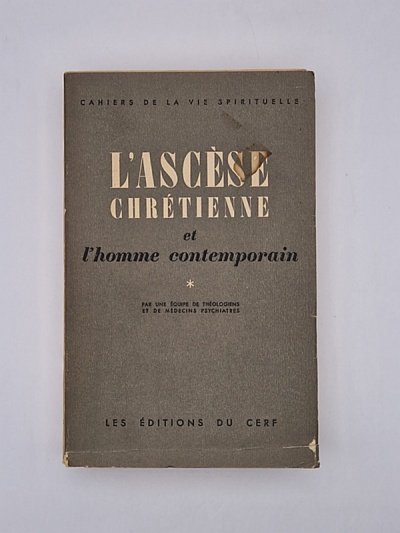 CAHIERS DE LA VIE SPIRITUELLE
L'ASCÈSE
CHRÉTIENNE
et
l'homme contemporain
*
PAR UNE ÉQUIPE DE THÉOLOGIENS
ET DE MÉDECINS PSYCHIATRES
LES ÉDITIONS DU CERF